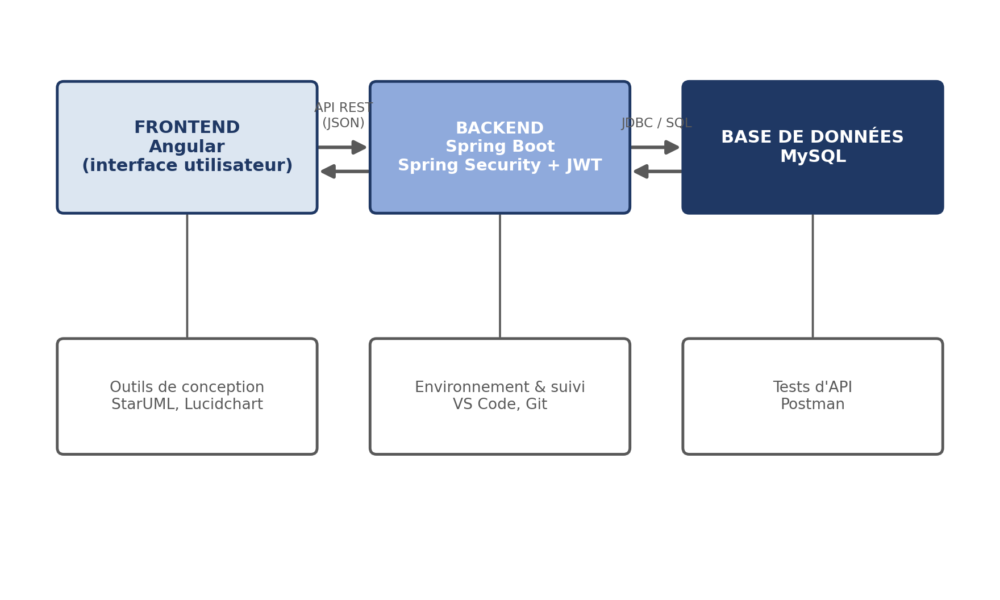 FRONTEND
Angular
(interface utilisateur)
API REST
(JSON)
BACKEND
Spring Boot
Spring Security + JWT
JDBC / SQL
BASE DE DONNÉES
MySQL
Outils de conception
StarUML, Lucidchart
Environnement & suivi
VS Code, Git
Tests d'API
Postman